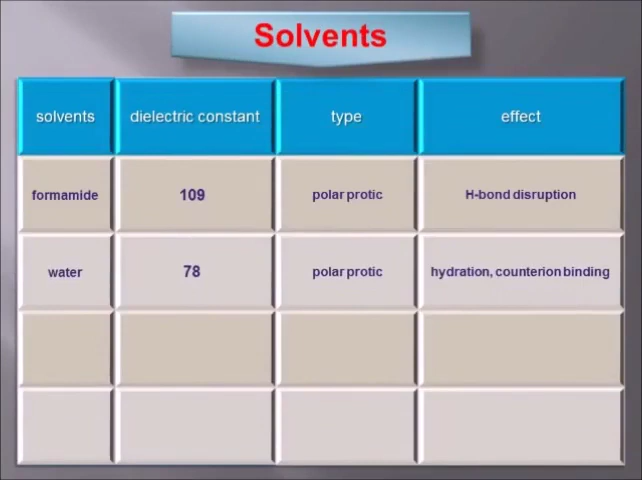 Solvents
solvents dielectric constant type effect
formamide 109 polar protic H-bond disruption
water 78 polar protic hydration, counterion binding